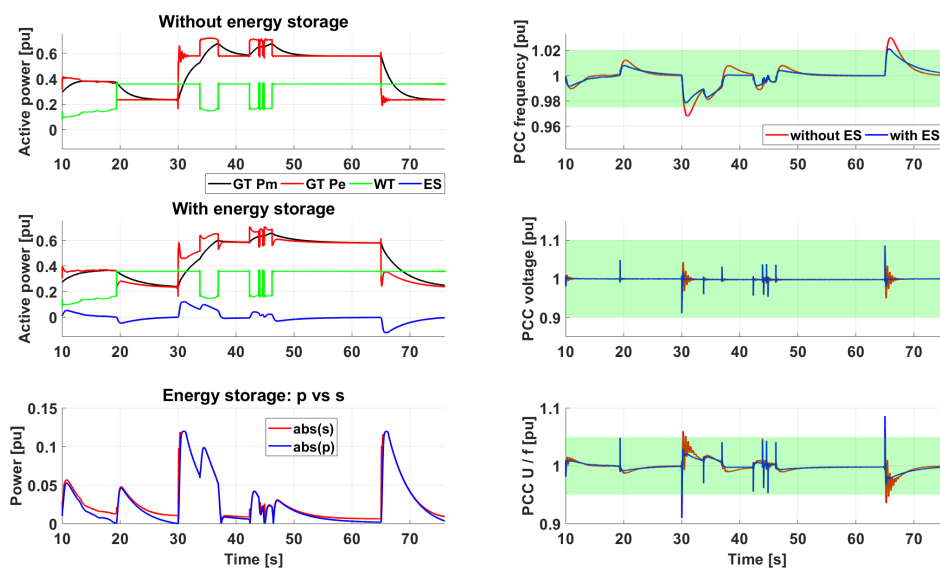 Without energy storage
Active power [pu]
0.6
0.4
0.2
0
10 20 30 40 50 60 70
GT Pm GT Pe WT ES
With energy storage
Active power [pu]
0.6
0.4
0.2
0
10 20 30 40 50 60 70
Energy storage: p vs s
Power [pu]
0.15
0.1
0.05
0
abs(s)
abs(p)
10 20 30 40 50 60 70
Time [s]
PCC frequency [pu]
1.02
1
0.98
0.96
without ES with ES
10 20 30 40 50 60 70
PCC voltage [pu]
1.1
1
0.9
10 20 30 40 50 60 70
PCC U / f [pu]
1.1
1
0.9
10 20 30 40 50 60 70
Time [s]